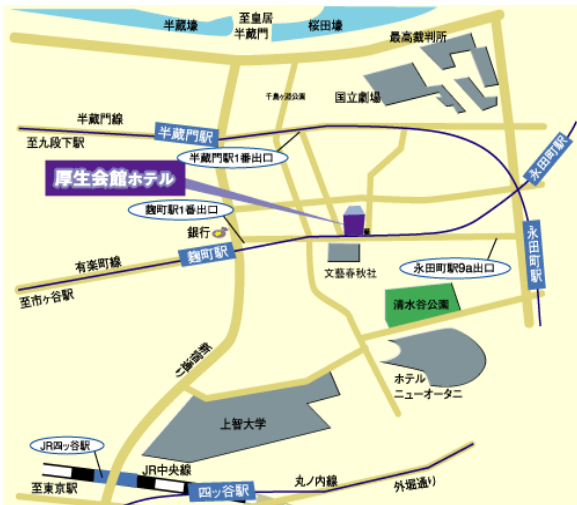 至皇居
半蔵門
半蔵壕
桜田壕
最高裁判所
千鳥ヶ淵公園
国立劇場
半蔵門線
半蔵門駅
至九段下駅
半蔵門駅1番出口
永田町駅
厚生会館ホテル
麹町駅1番出口
銀行
麹町駅
有楽町線
至市ヶ谷駅
文藝春秋社
永田町駅9a出口
永田町駅
清水谷公園
新宿通り
ホテル
ニューオータニ
上智大学
JR四ッ谷駅
JR中央線
至東京駅
四ッ谷駅
丸ノ内線
外堀通り